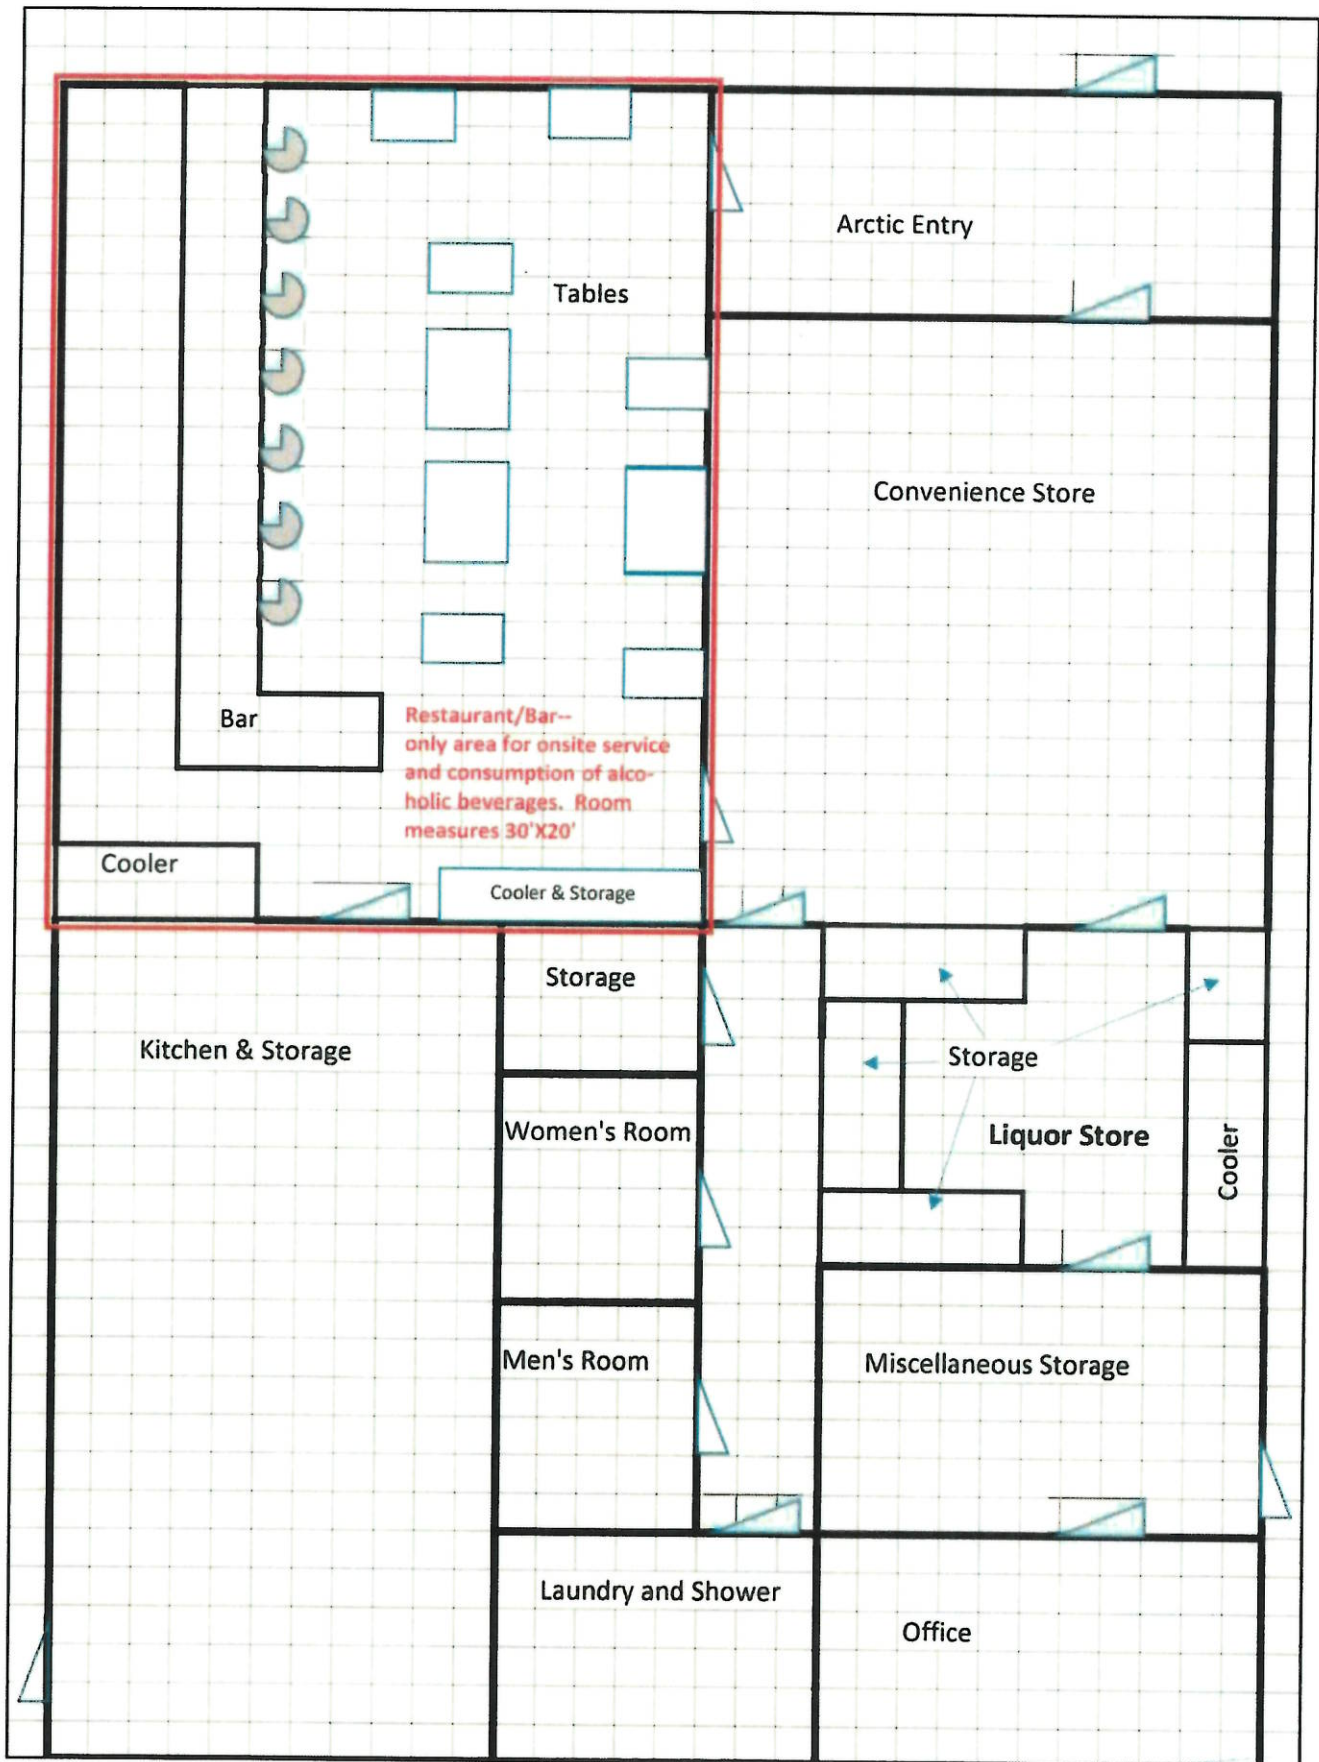 Arctic Entry
Tables
Convenience Store
Bar
Restaurant/Bar--
only area for onsite service
and consumption of alco-
holic beverages.  Room
measures 30'X20'
Cooler
Cooler & Storage
Storage
Kitchen & Storage
Storage
Women's Room
Liquor Store
Cooler
Men's Room
Miscellaneous Storage
Laundry and Shower
Office